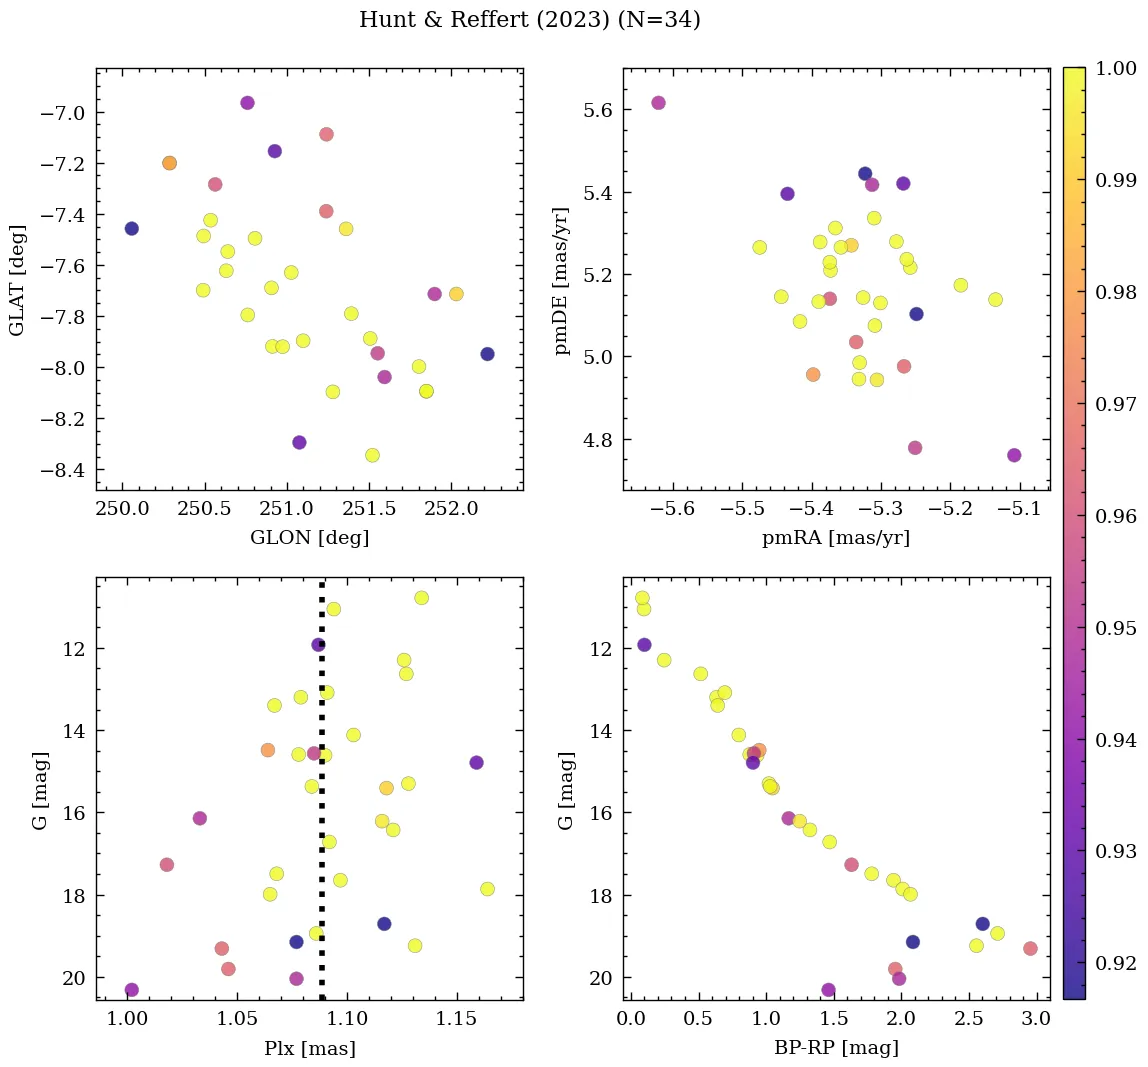 Hunt & Reffert (2023) (N=34)
−7.0
−7.2
−7.4
−7.6
−7.8
−8.0
−8.2
−8.4
GLAT [deg]
250.0 250.5 251.0 251.5 252.0
GLON [deg]
5.6
5.4
5.2
5.0
4.8
pmDE [mas/yr]
−5.6 −5.5 −5.4 −5.3 −5.2 −5.1
pmRA [mas/yr]
12
14
16
18
20
G [mag]
1.00 1.05 1.10 1.15
Plx [mas]
12
14
16
18
20
G [mag]
0.0 0.5 1.0 1.5 2.0 2.5 3.0
BP-RP [mag]
1.00
0.99
0.98
0.97
0.96
0.95
0.94
0.93
0.92